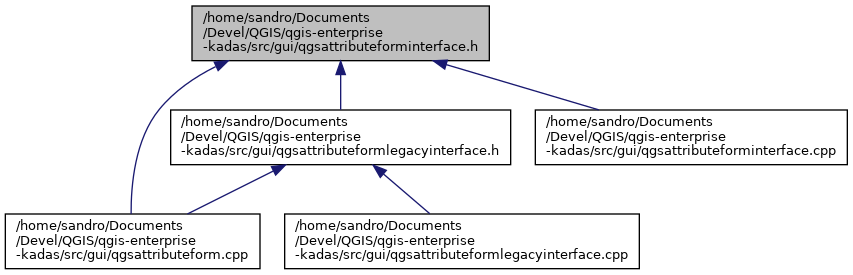 /home/sandro/Documents
/Devel/QGIS/qgis-enterprise
-kadas/src/gui/qgsattributeforminterface.h
/home/sandro/Documents
/Devel/QGIS/qgis-enterprise
-kadas/src/gui/qgsattributeformlegacyinterface.h
/home/sandro/Documents
/Devel/QGIS/qgis-enterprise
-kadas/src/gui/qgsattributeforminterface.cpp
/home/sandro/Documents
/Devel/QGIS/qgis-enterprise
-kadas/src/gui/qgsattributeform.cpp
/home/sandro/Documents
/Devel/QGIS/qgis-enterprise
-kadas/src/gui/qgsattributeformlegacyinterface.cpp